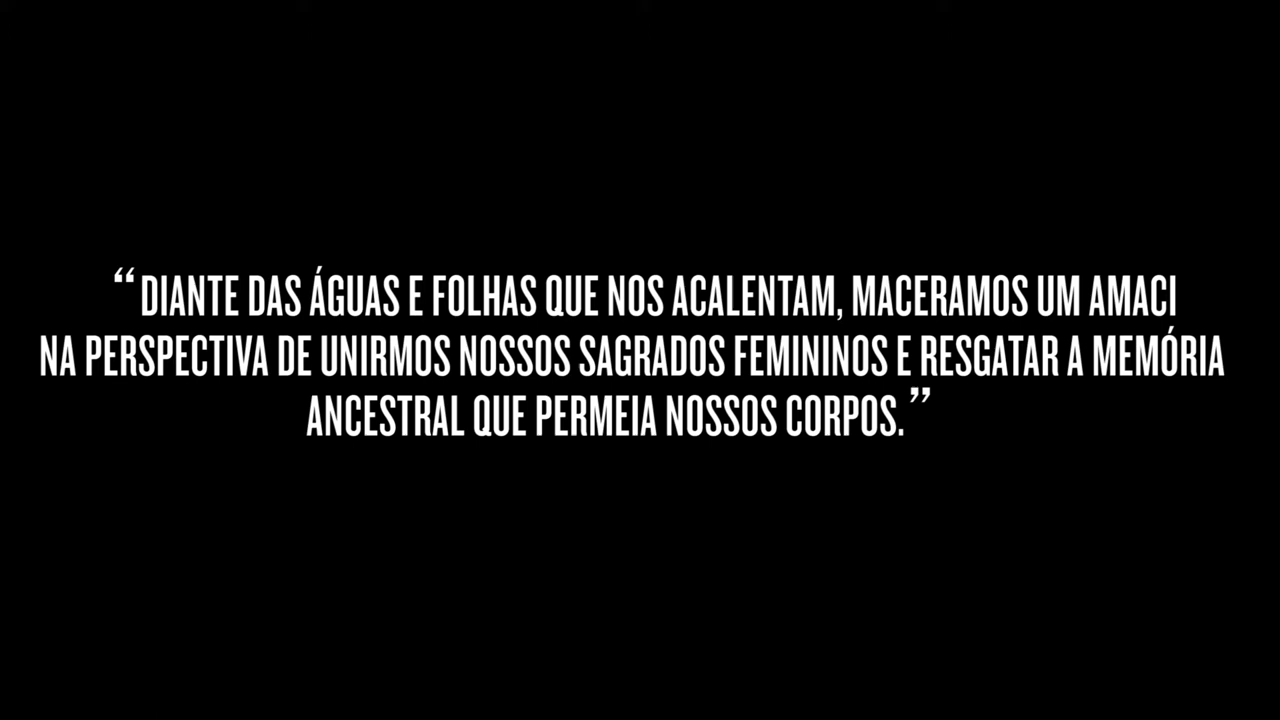 “DIANTE DAS ÁGUAS E FOLHAS QUE NOS ACALENTAM, MACERAMOS UM AMACI
NA PERSPECTIVA DE UNIRMOS NOSSOS SAGRADOS FEMININOS E RESGATAR A MEMÓRIA
ANCESTRAL QUE PERMEIA NOSSOS CORPOS.”